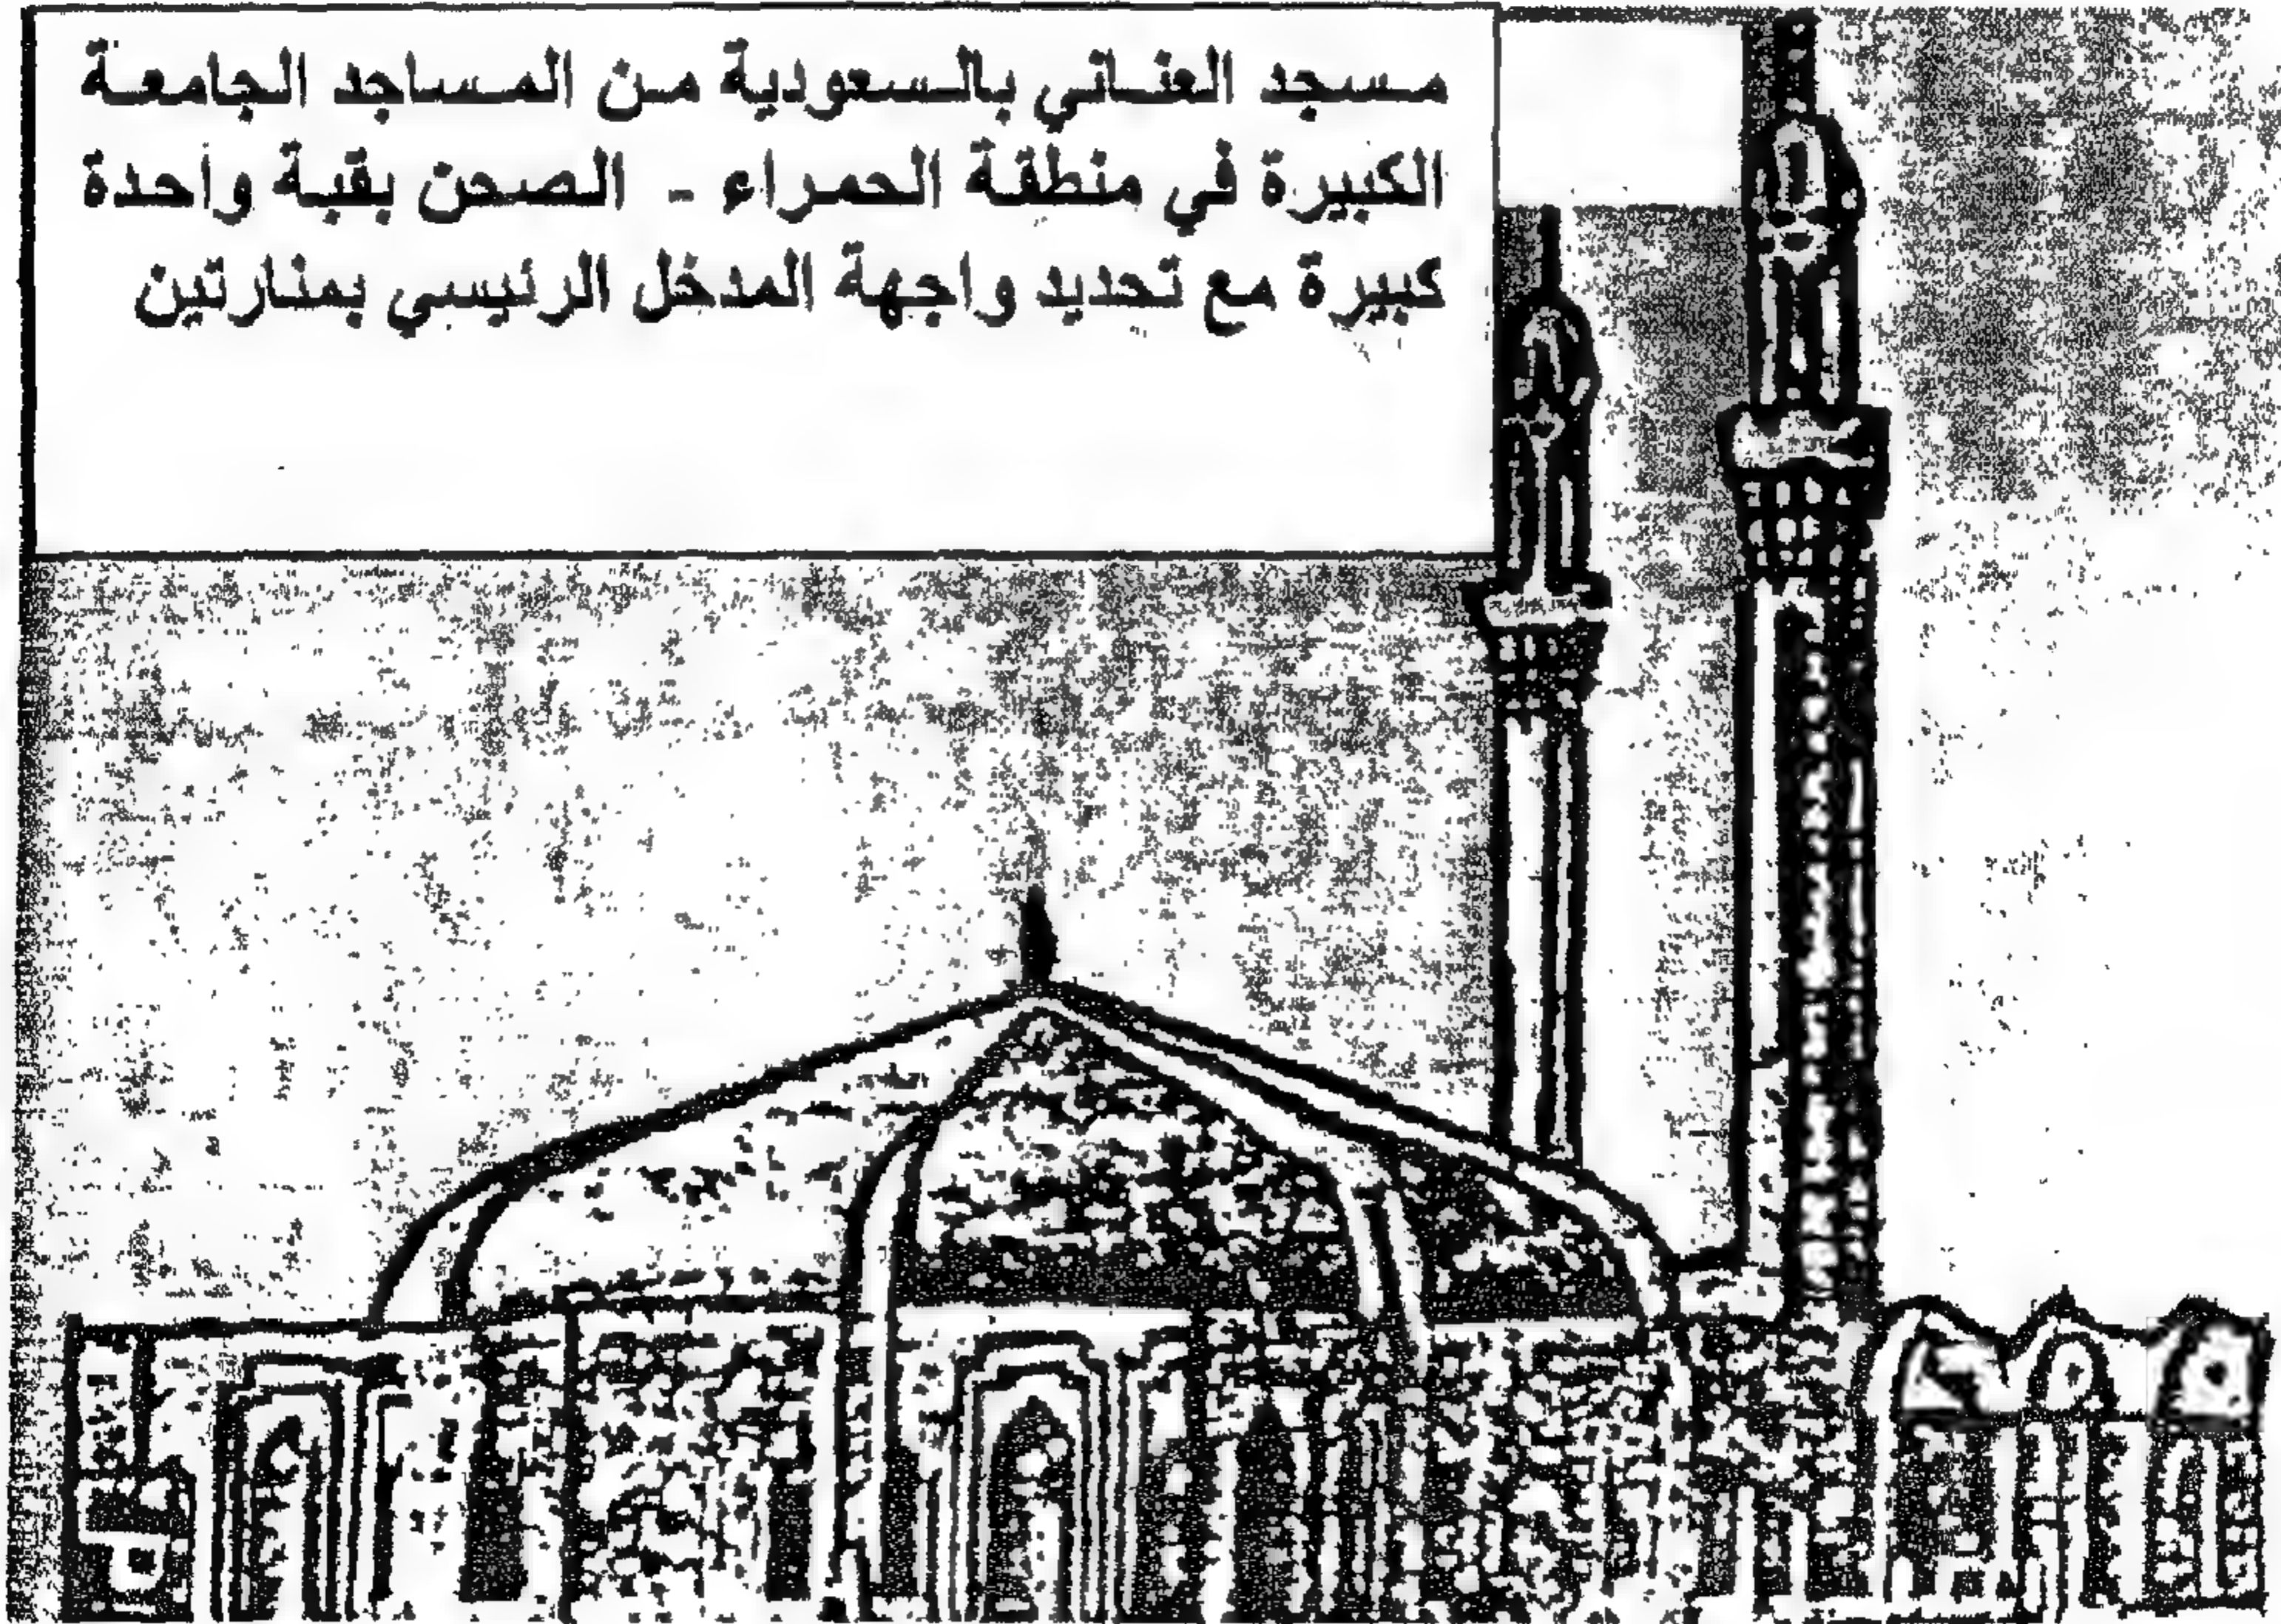 مسجد العناني بالسعودية من المساجد الجامعة
الكبيرة في منطقة الحمراء - الصحن بقبة واحدة
كبيرة مع تحديد واجهة المدخل الرئيسي بمنارتين